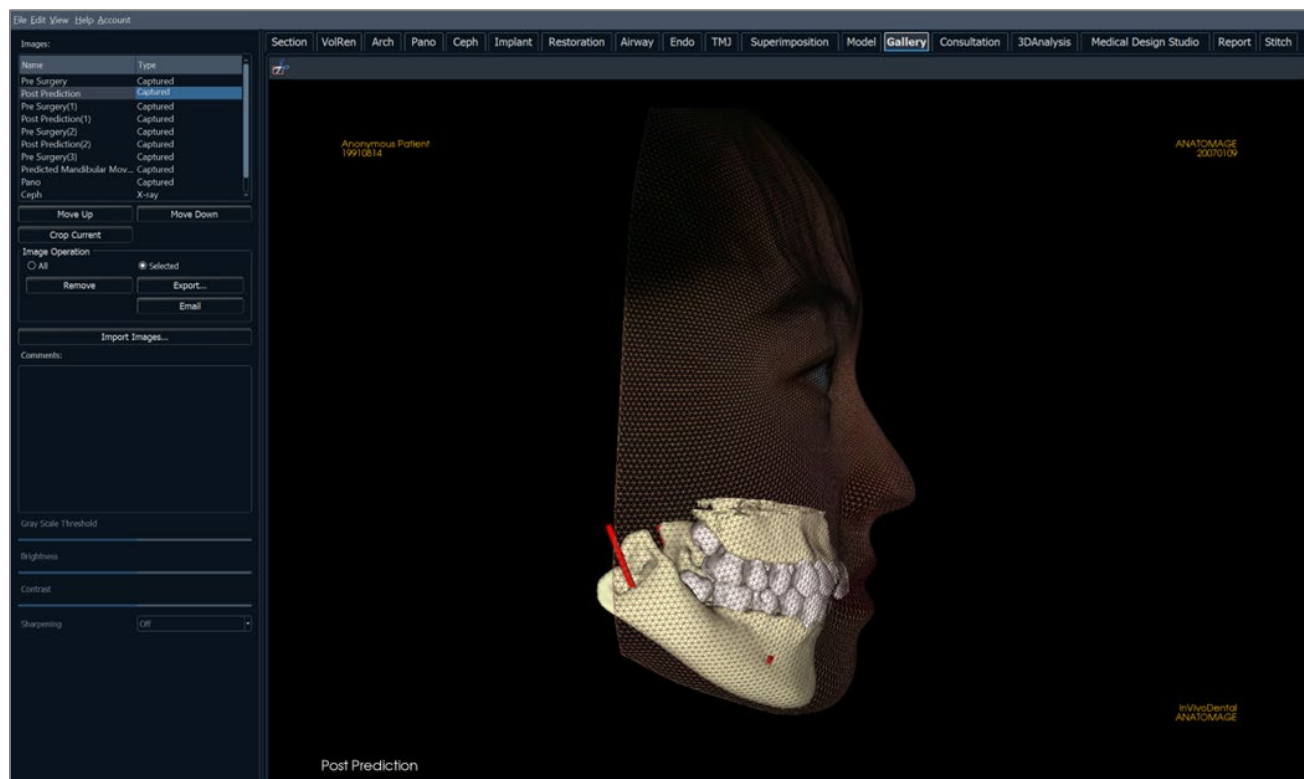 File Edit View Help Account
Images:
Name Type
Pre Surgery Captured
Post Prediction Captured
Pre Surgery(1) Captured
Post Prediction(1) Captured
Pre Surgery(2) Captured
Post Prediction(2) Captured
Pre Surgery(3) Captured
Predicted Mandibular Mov... Captured
Pano Captured
Ceph X-ray
Move Up Move Down
Crop Current
Image Operation
All Selected
Remove Export...
Email
Import Images...
Comments:
Gray Scale Threshold
Brightness
Contrast
Sharpening Off
Section VolRen Arch Pano Ceph Implant Restoration Airway Endo TMJ Superimposition Model Gallery Consultation 3DAnalysis Medical Design Studio Report Stitch
Anonymous Patient
19910814
ANATOMAGE
20070109
InVivoDental
ANATOMAGE
Post Prediction